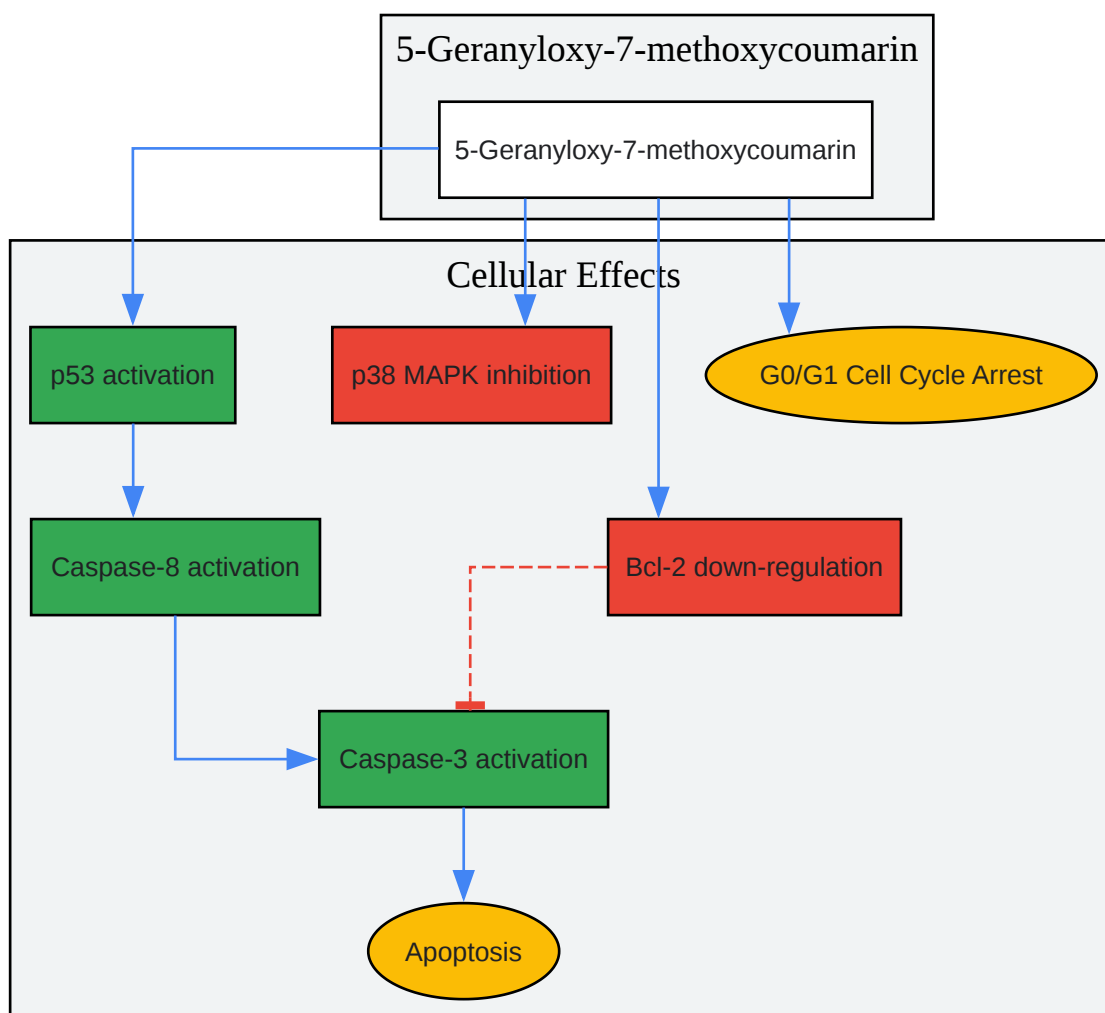 5-Geranyloxy-7-methoxycoumarin
5-Geranyloxy-7-methoxycoumarin
Cellular Effects
p53 activation
p38 MAPK inhibition
G0/G1 Cell Cycle Arrest
Caspase-8 activation
Bcl-2 down-regulation
Caspase-3 activation
Apoptosis